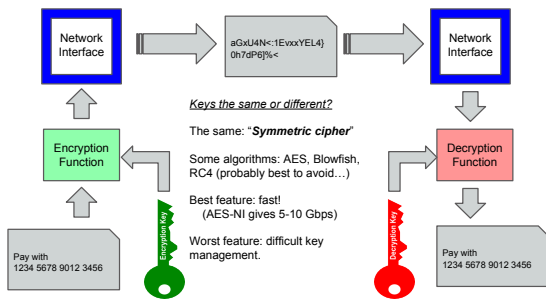 Network
Interface
aGxU4N<:1EvxxYEL4}
0h7dP6]%<
Network
Interface
Keys the same or different?
The same: “Symmetric cipher”
Some algorithms: AES, Blowfish,
RC4 (probably best to avoid…)
Best feature: fast!
(AES-NI gives 5-10 Gbps)
Worst feature: difficult key
management.
Encryption
Function
Decryption
Function
Encryption Key
Decryption Key
Pay with
1234 5678 9012 3456
Pay with
1234 5678 9012 3456